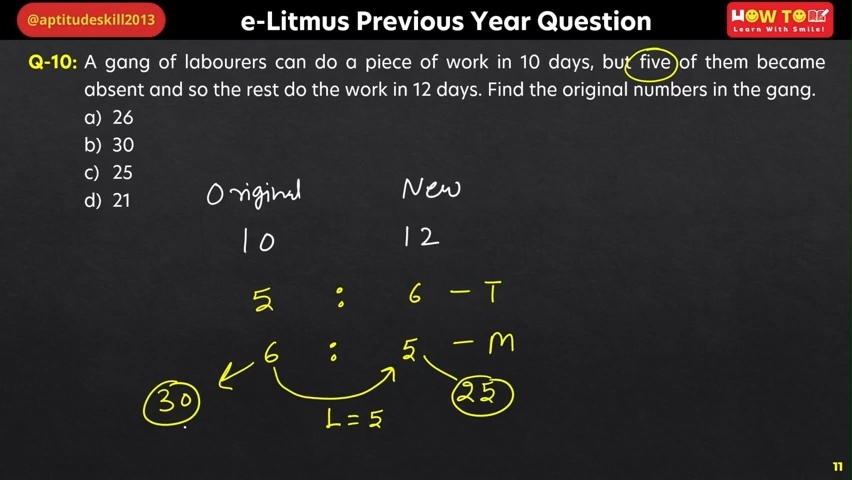 @aptitudeskill2013
e-Litmus Previous Year Question
HOW TO
Learn With Smile!
Q-10: A gang of labourers can do a piece of work in 10 days, but five of them became
absent and so the rest do the work in 12 days. Find the original numbers in the gang.
a) 26
b) 30
c) 25
d) 21
Original New
10 12
5 : 6 – T
6 : 5 – M
30 25
L = 5
11